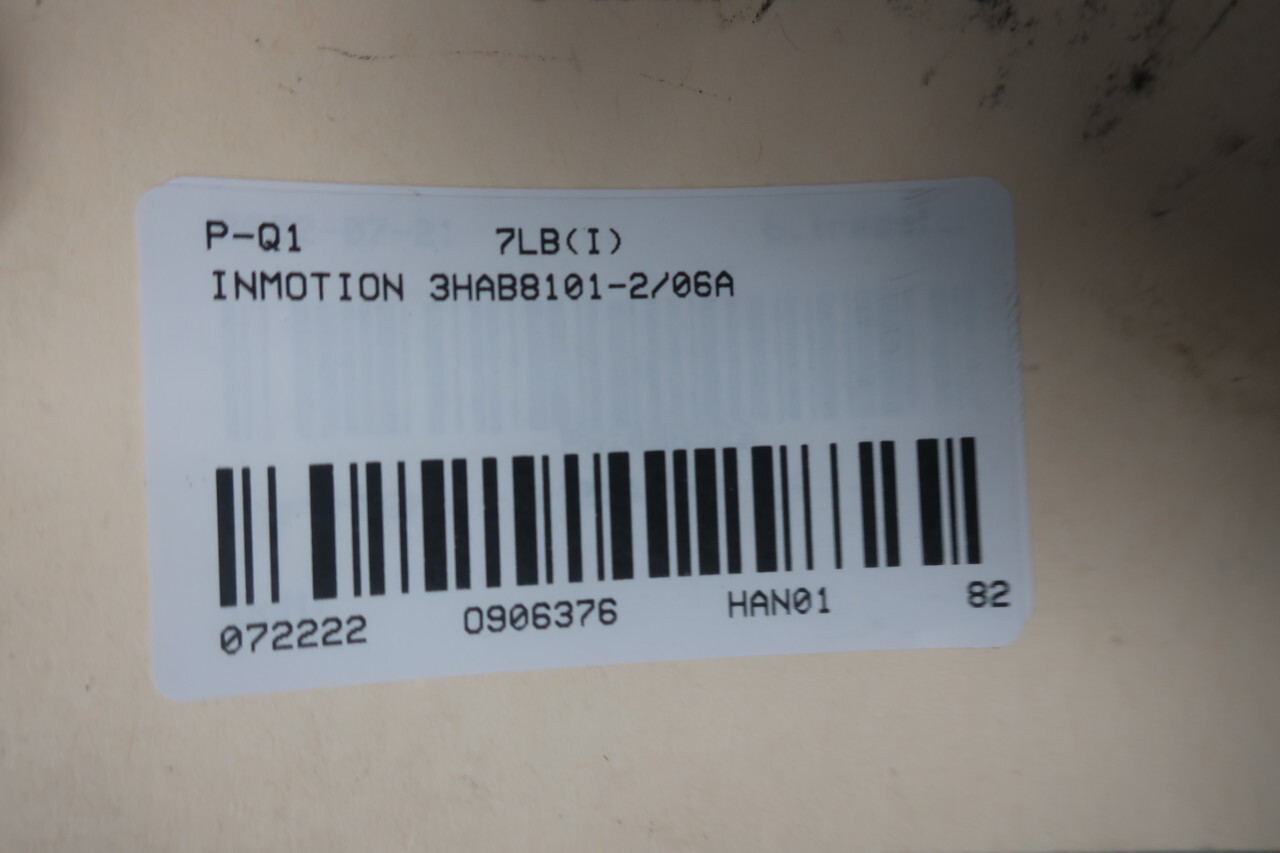 P-Q1 7LB(I)
INMOTION 3HAB8101-2/06A
072222 0906376 HAN01 82